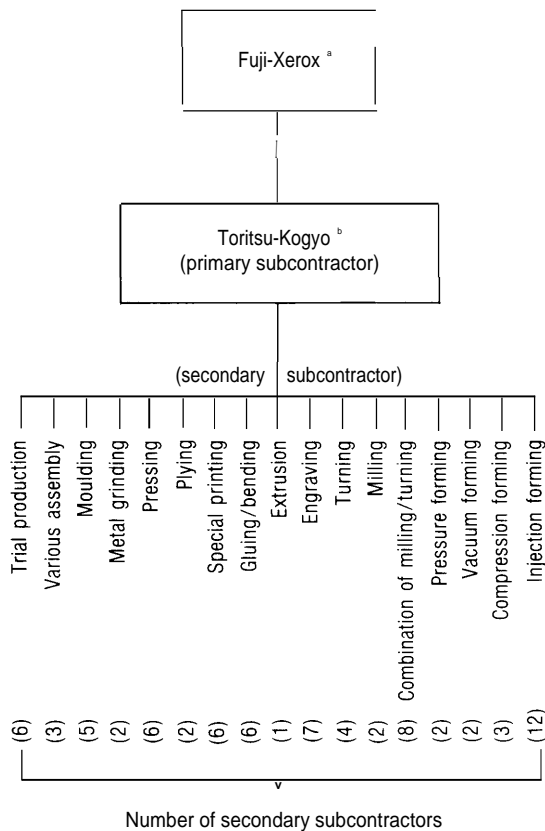 Fuji-Xerox a
Toritsu-Kogyo b
(primary subcontractor)
(secondary subcontractor)
Trial production
Various assembly
Moulding
Metal grinding
Pressing
Plying
Special printing
Gluing/bending
Extrusion
Engraving
Turning
Milling
Combination of milling/turning
Pressure forming
Vacuum forming
Compression forming
Injection forming
(6)
(3)
(5)
(2)
(6)
(2)
(6)
(6)
(1)
(7)
(4)
(2)
(8)
(2)
(2)
(3)
(12)
Number of secondary subcontractors